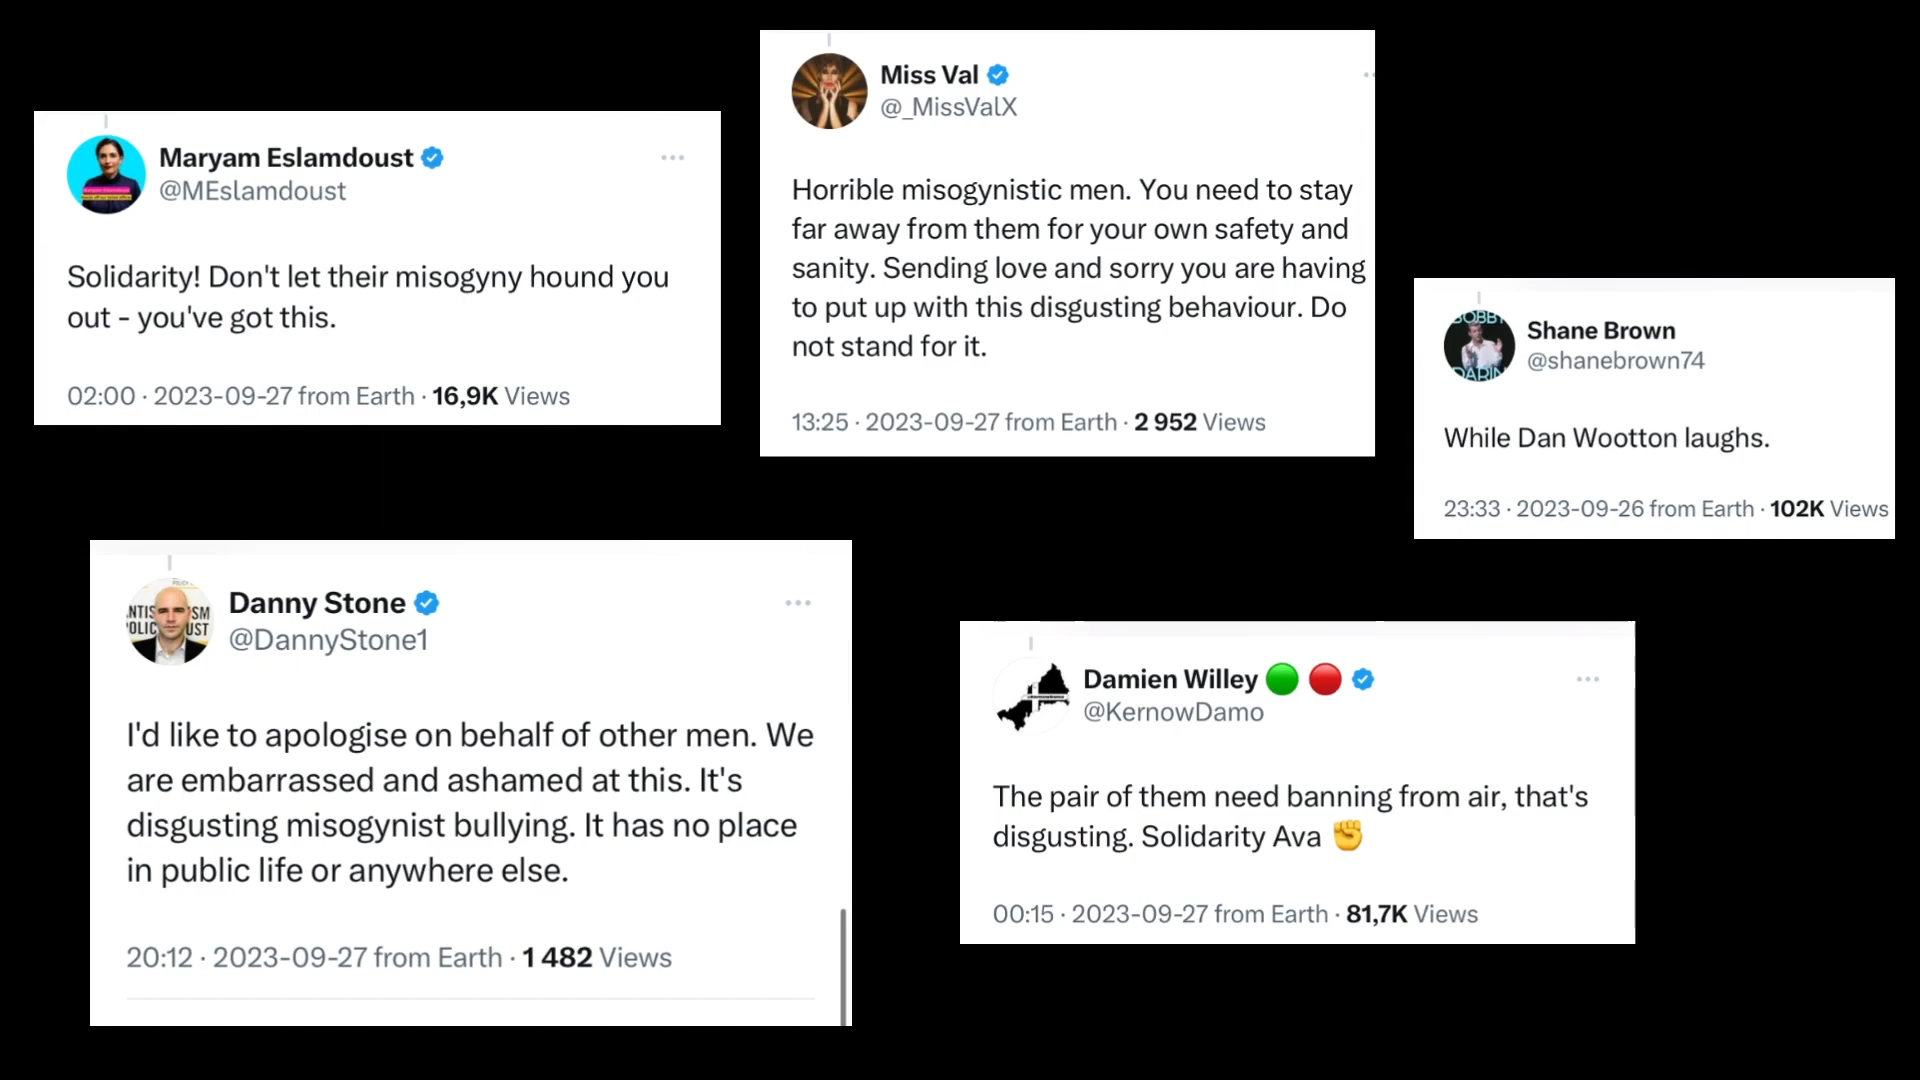 Maryam Eslamdoust
@MEslamdoust
Solidarity! Don't let their misogyny hound you
out - you've got this.
02:00 · 2023-09-27 from Earth · 16,9K Views
Miss Val
@_MissValX
Horrible misogynistic men. You need to stay
far away from them for your own safety and
sanity. Sending love and sorry you are having
to put up with this disgusting behaviour. Do
not stand for it.
13:25 · 2023-09-27 from Earth · 2 952 Views
BOBBY
DARIN
Shane Brown
@shanebrown74
While Dan Wootton laughs.
23:33 · 2023-09-26 from Earth · 102K Views
Danny Stone
@DannyStone1
I'd like to apologise on behalf of other men. We
are embarrassed and ashamed at this. It's
disgusting misogynist bullying. It has no place
in public life or anywhere else.
20:12 · 2023-09-27 from Earth · 1 482 Views
Damien Willey 🟢 🔴
@KernowDamo
The pair of them need banning from air, that's
disgusting. Solidarity Ava ✊
00:15 · 2023-09-27 from Earth · 81,7K Views